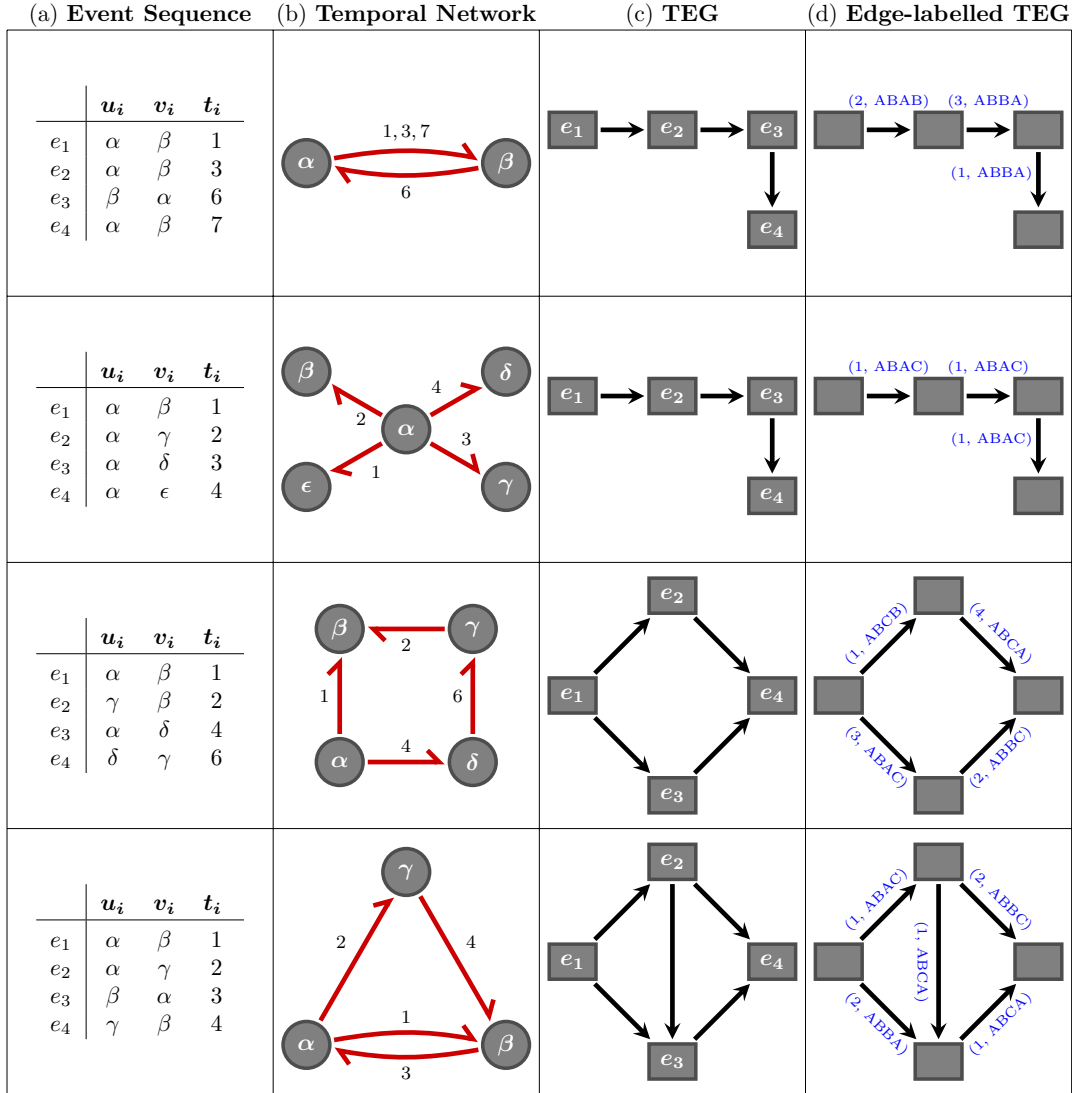 (a) Event Sequence
(b) Temporal Network
(c) TEG
(d) Edge-labelled TEG
u_i v_i t_i
e_1 α β 1
e_2 α β 3
e_3 β α 6
e_4 α β 7
1, 3, 7
α β
6
e_1 e_2 e_3
e_4
(2, ABAB) (3, ABBA)
(1, ABBA)
u_i v_i t_i
e_1 α β 1
e_2 α γ 2
e_3 α δ 3
e_4 α ϵ 4
β δ
4
2
α
3
1
ϵ γ
e_1 e_2 e_3
e_4
(1, ABAC) (1, ABAC)
(1, ABAC)
u_i v_i t_i
e_1 α β 1
e_2 γ β 2
e_3 α δ 4
e_4 δ γ 6
β γ
2
1 6
4
α δ
e_2
e_1 e_4
e_3
(1, ABCB) (4, ABCA)
(3, ABAC) (2, ABBC)
u_i v_i t_i
e_1 α β 1
e_2 α γ 2
e_3 β α 3
e_4 γ β 4
γ
2 4
1
α β
3
e_2
e_1 e_4
e_3
(1, ABAC) (2, ABBC)
(1, ABCA)
(2, ABBA) (1, ABCA)